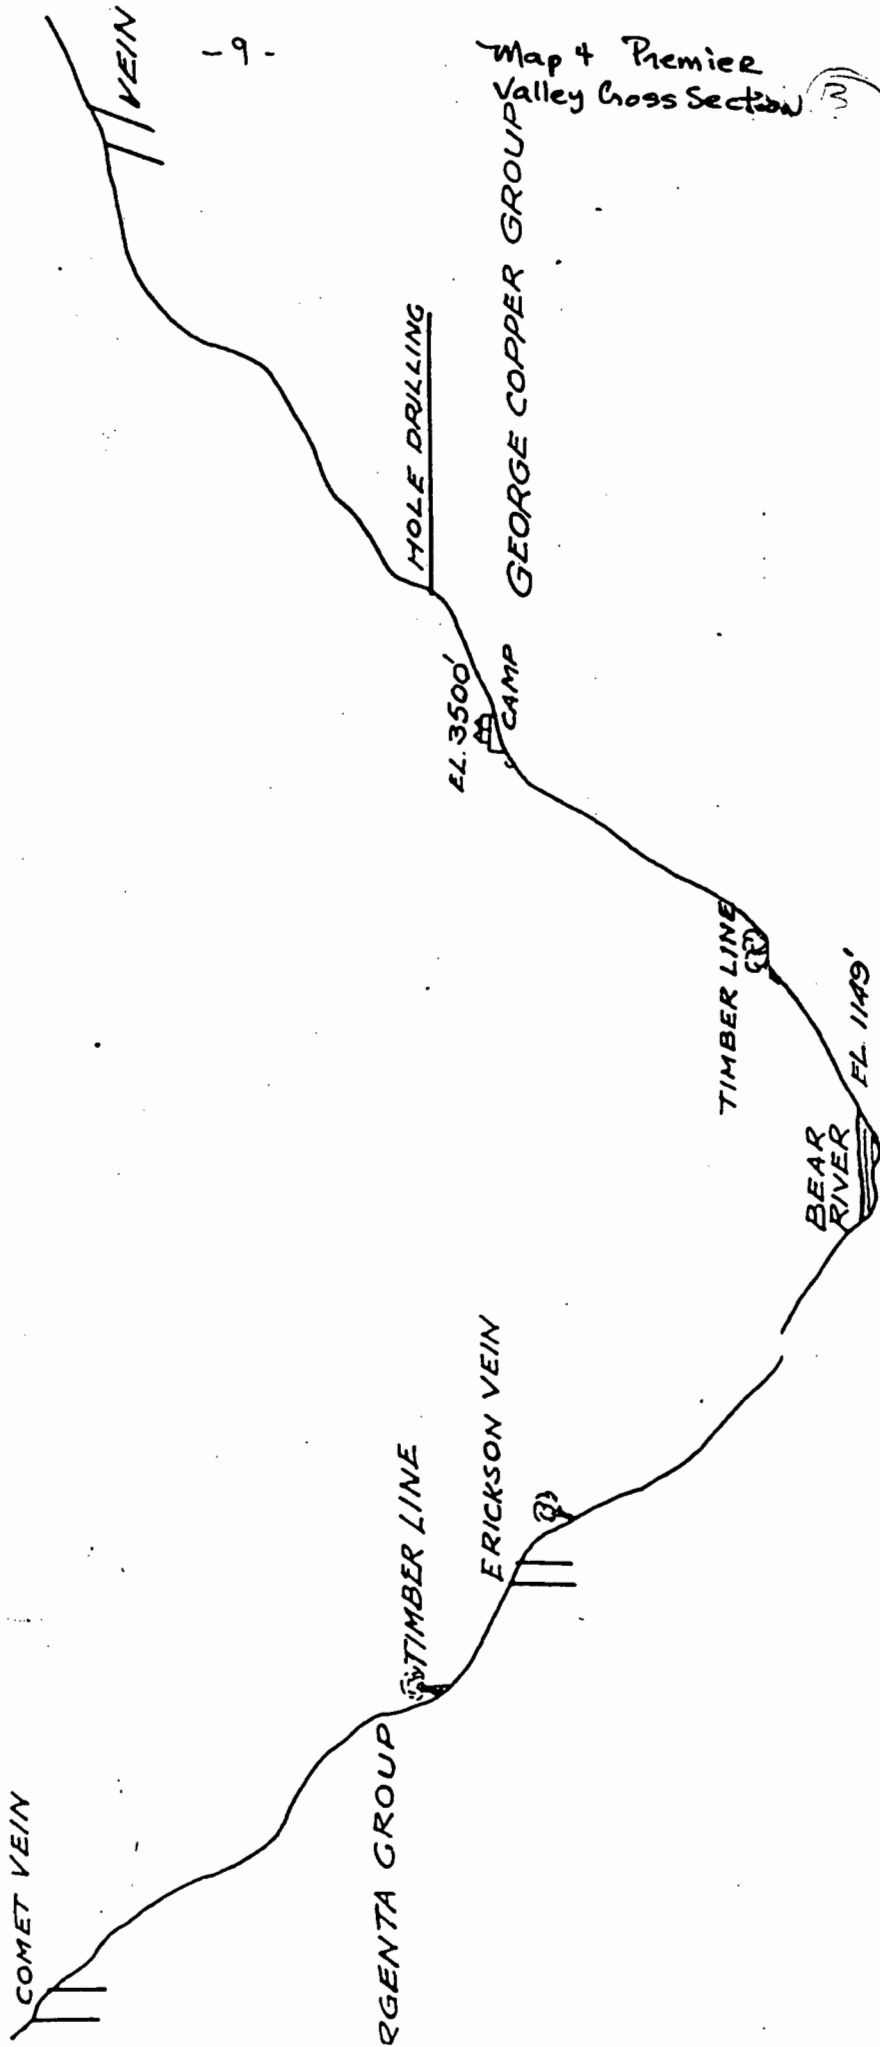 - 9 -
Map 4 Premier
Valley Cross Section B
VEIN
GEORGE COPPER GROUP
HOLE DRILLING
EL. 3500'
CAMP
TIMBER LINE
EL. 1149'
BEAR
RIVER
ERICKSON VEIN
TIMBER LINE
RGENTA GROUP
COMET VEIN